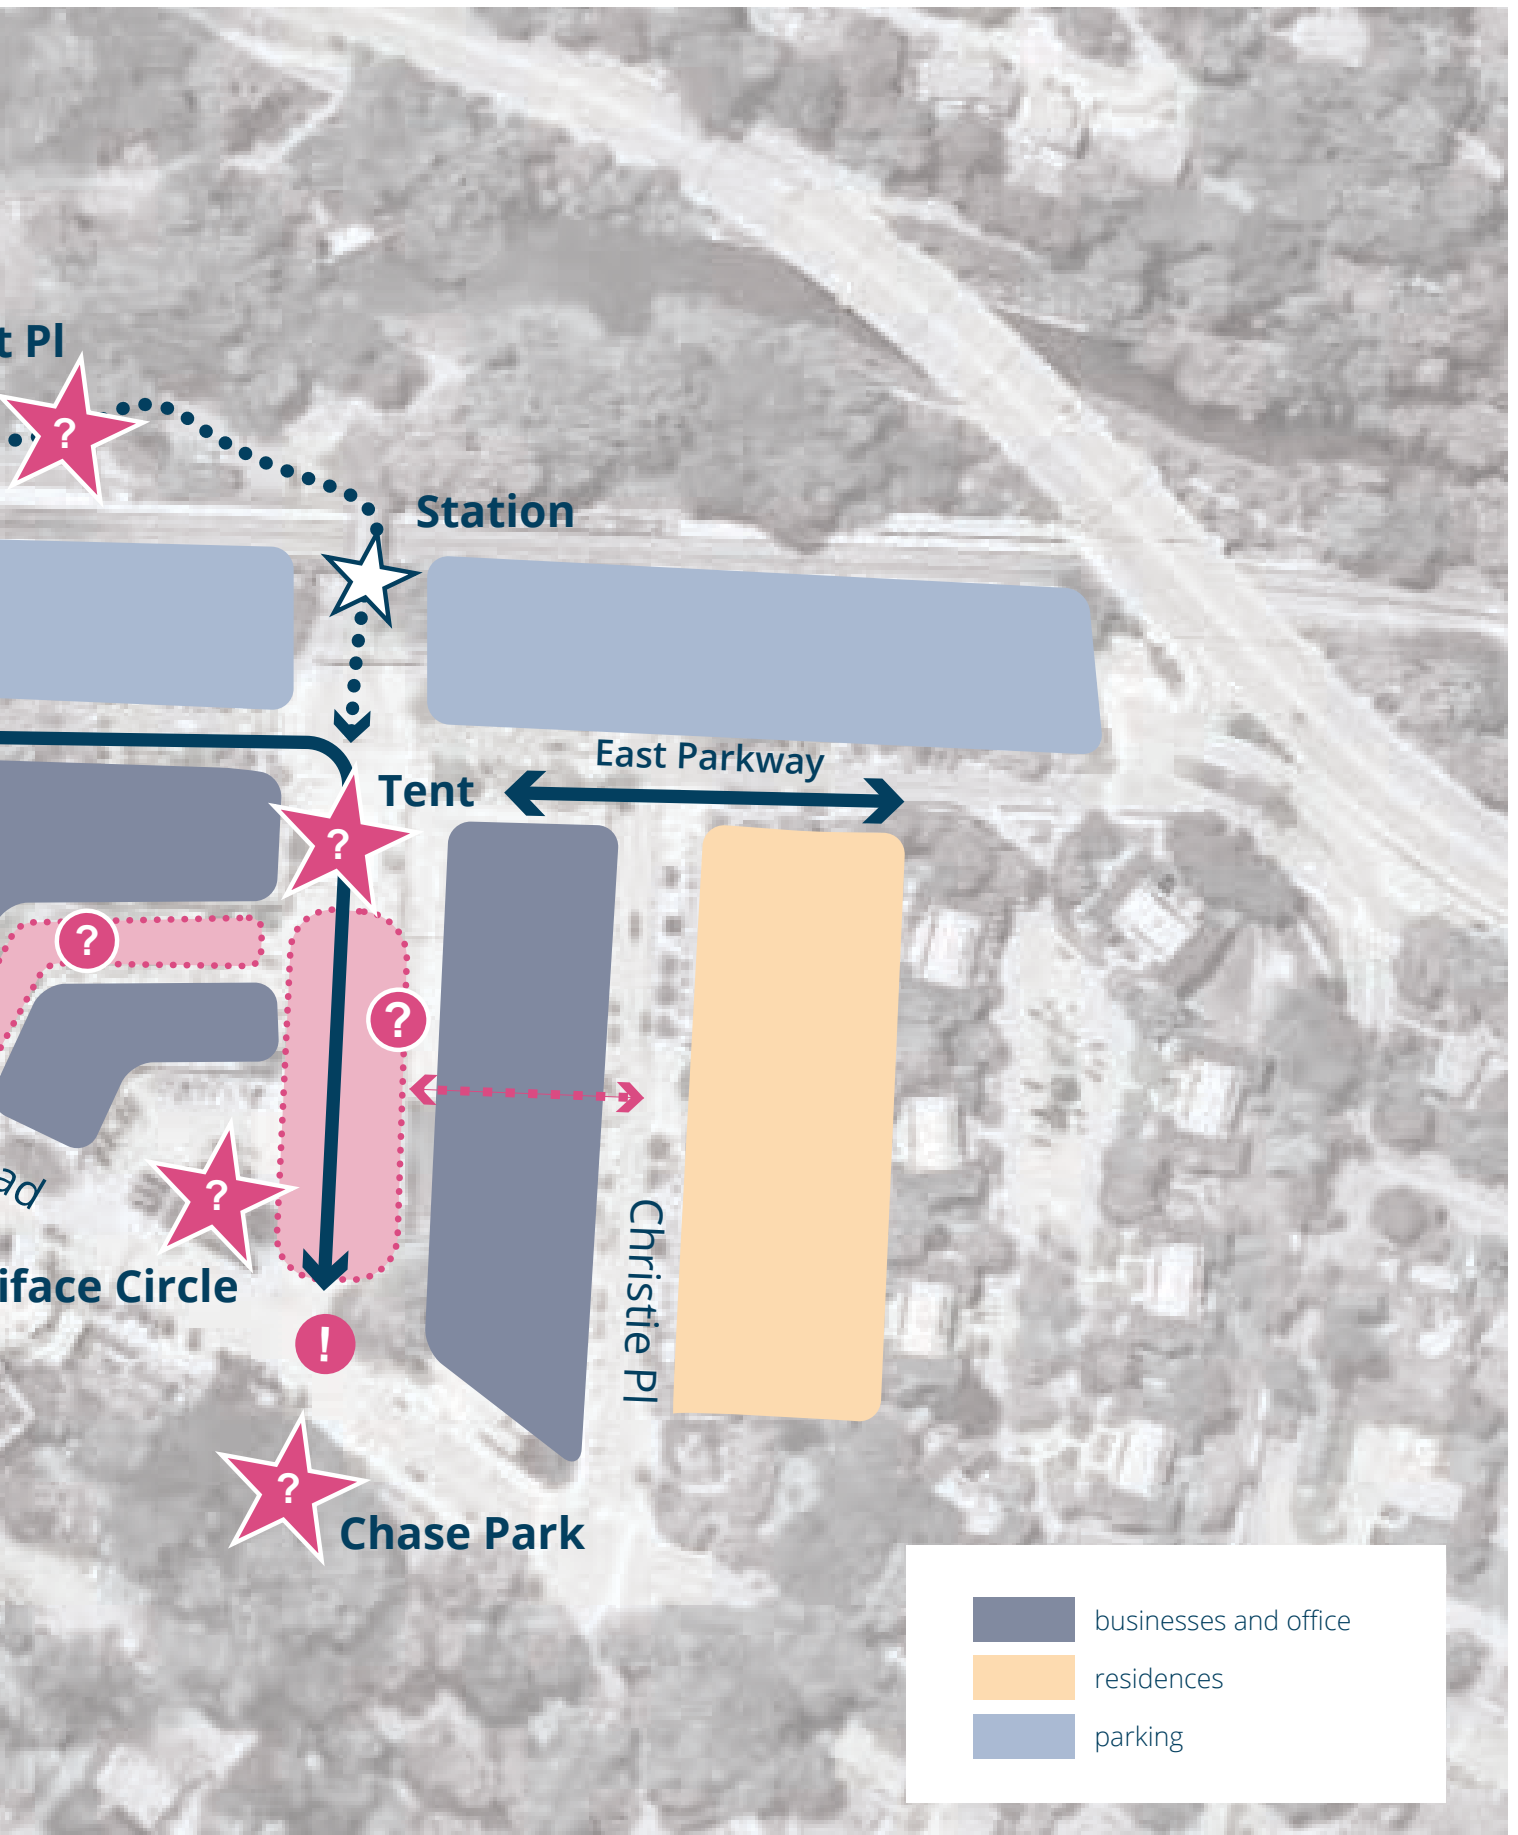 t Pl
?
Station
East Parkway
Tent
?
?
?
ad
?
iface Circle
Christie Pl
!
?
Chase Park
businesses and office
residences
parking